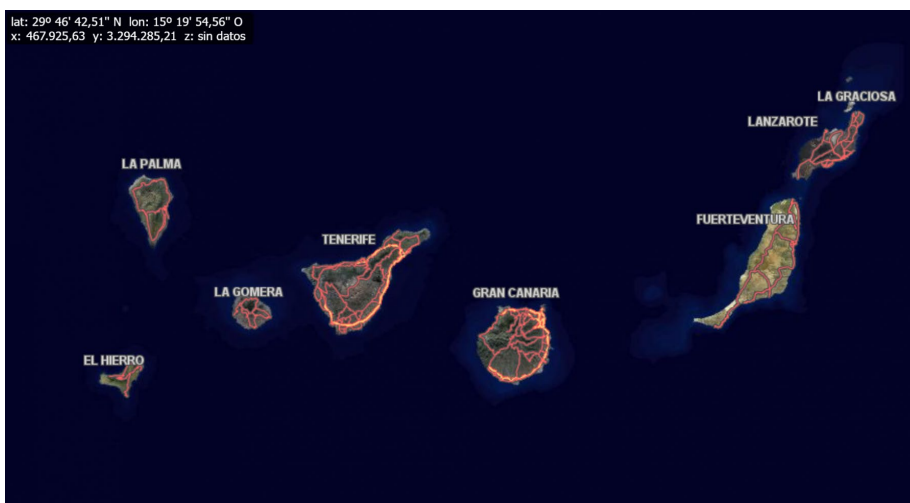 lat: 29º 46' 42,51'' N lon: 15º 19' 54,56'' O
x: 467.925,63 y: 3.294.285,21 z: sin datos
LA GRACIOSA
LANZAROTE
LA PALMA
FUERTEVENTURA
TENERIFE
LA GOMERA
GRAN CANARIA
EL HIERRO